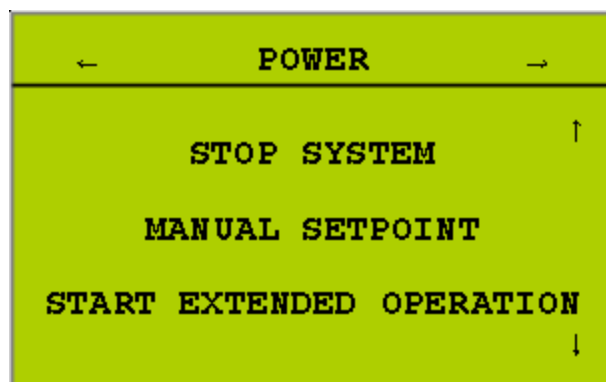 ← POWER →
↑
STOP SYSTEM
MANUAL SETPOINT
START EXTENDED OPERATION
↓